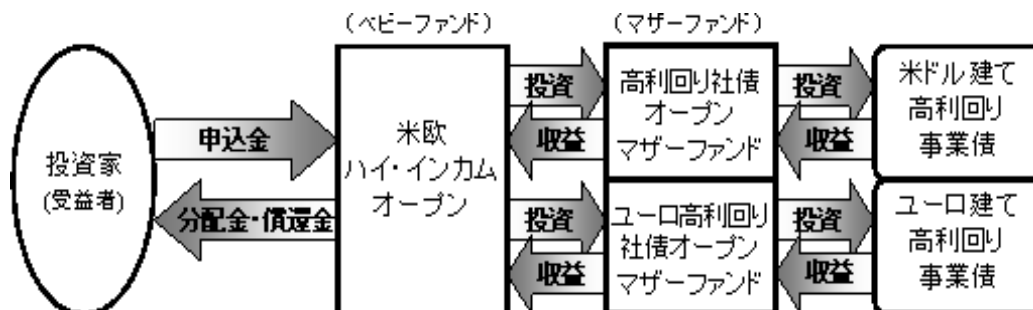 （ベビーファンド）
（マザーファンド）
投資家
(受益者)
申込金
分配金・償還金
米欧
ハイ・インカム
オープン
投資
収益
投資
収益
高利回り社債
オープン
マザーファンド
ユーロ高利回り
社債オープン
マザーファンド
投資
収益
投資
収益
米ドル建て
高利回り
事業債
ユーロ建て
高利回り
事業債